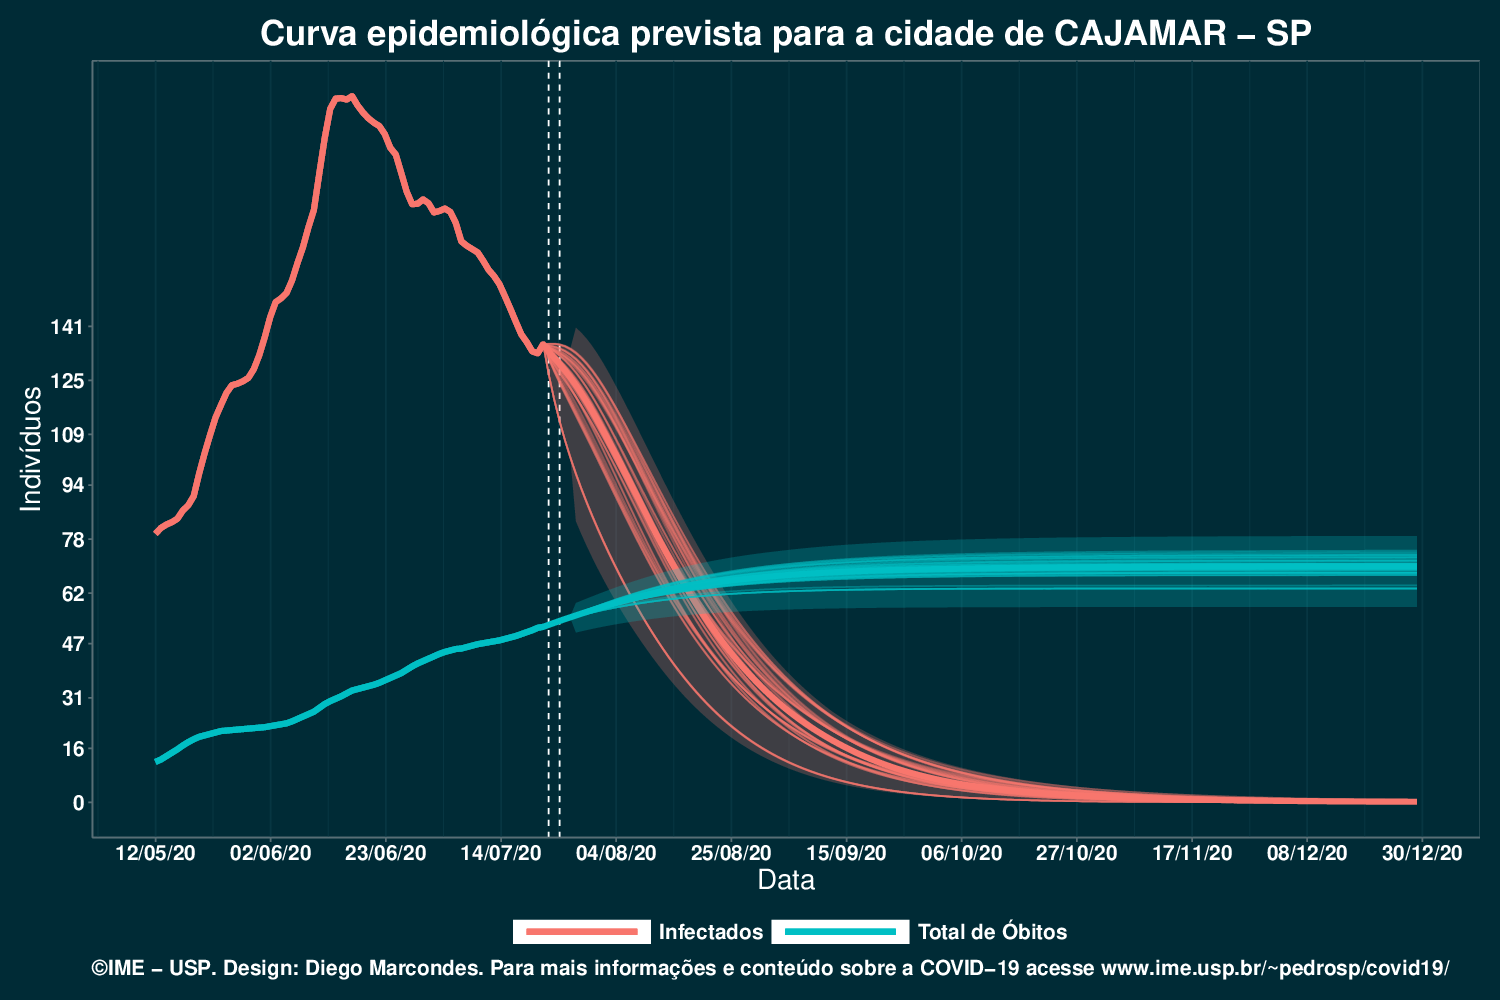 Curva epidemiológica prevista para a cidade de CAJAMAR – SP
Indivíduos
141
125
109
94
78
62
47
31
16
0
12/05/20 02/06/20 23/06/20 14/07/20 04/08/20 25/08/20 15/09/20 06/10/20 27/10/20 17/11/20 08/12/20 30/12/20
Data
Infectados Total de Óbitos
©IME – USP. Design: Diego Marcondes. Para mais informações e conteúdo sobre a COVID–19 acesse www.ime.usp.br/~pedrosp/covid19/